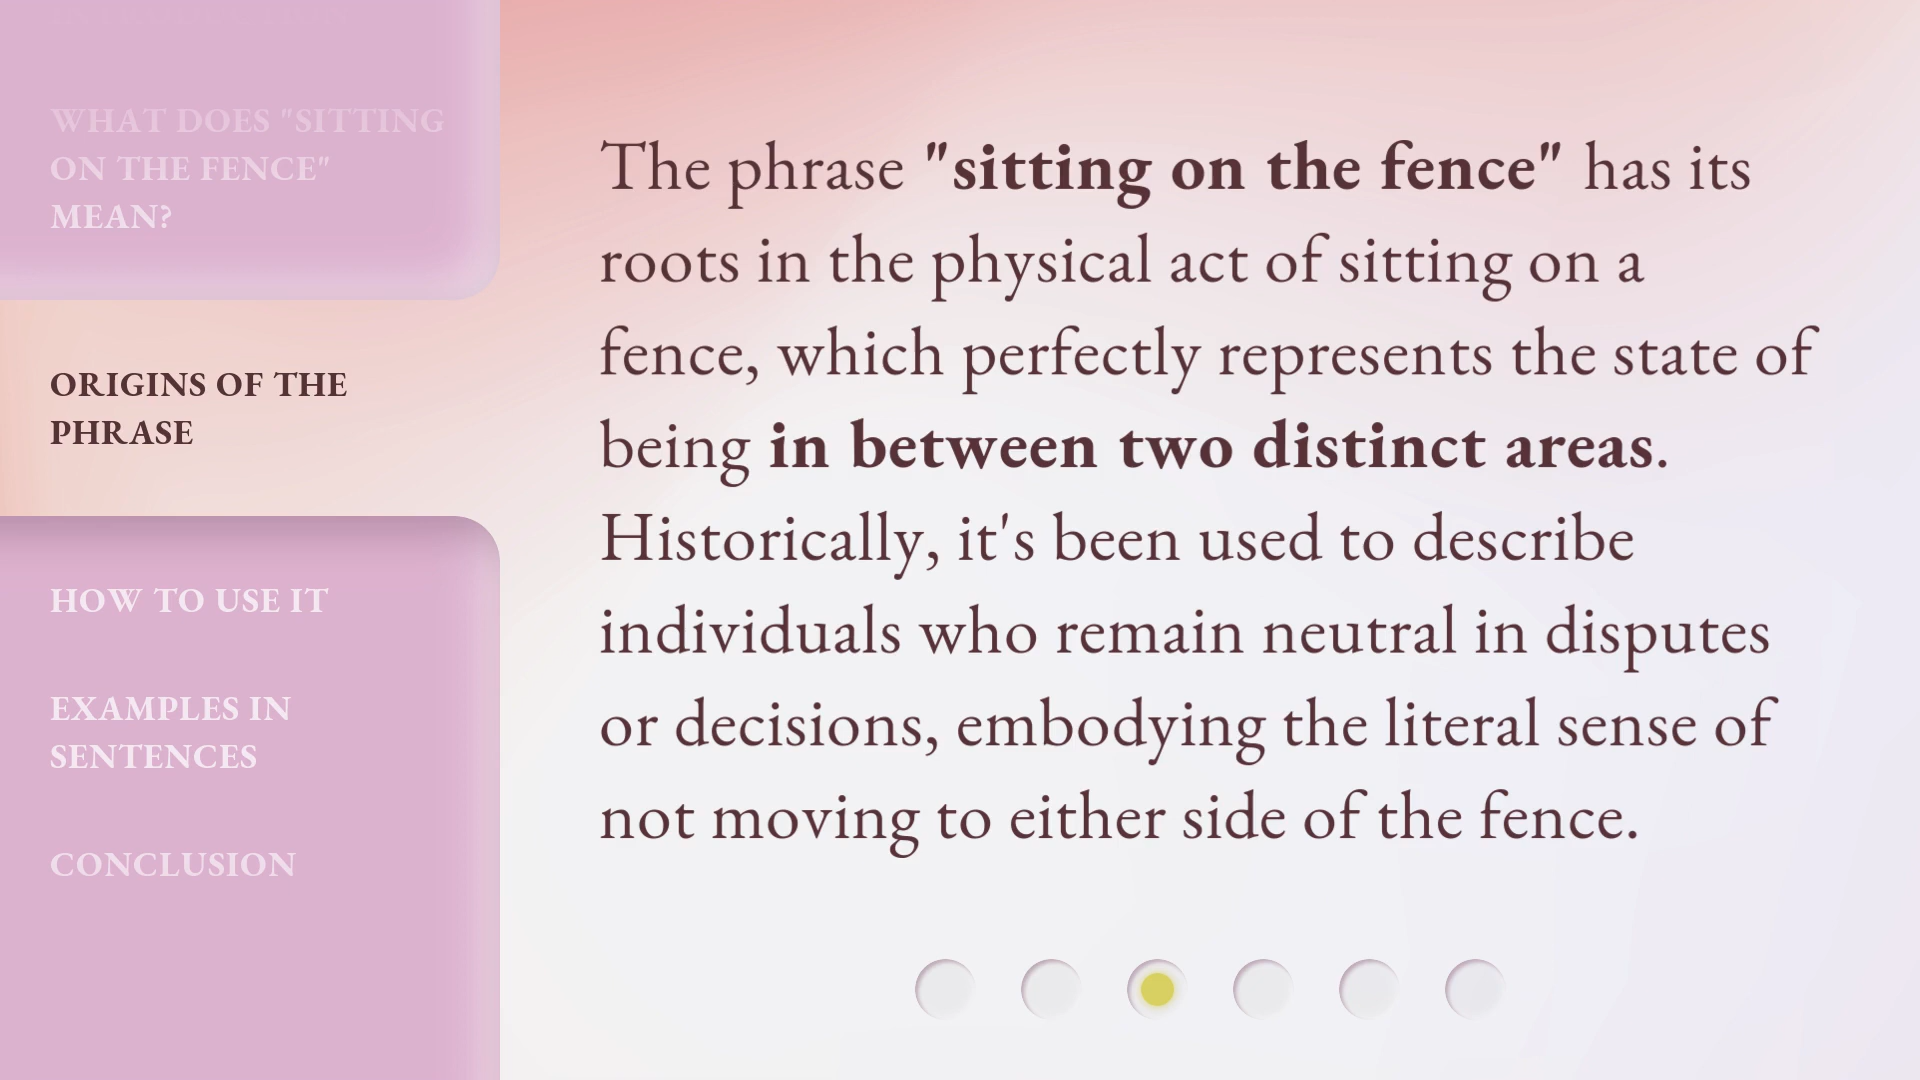 WHAT DOES "SITTING
ON THE FENCE"
MEAN?
ORIGINS OF THE
PHRASE
HOW TO USE IT
EXAMPLES IN
SENTENCES
CONCLUSION
The phrase "sitting on the fence" has its
roots in the physical act of sitting on a
fence, which perfectly represents the state of
being in between two distinct areas.
Historically, it's been used to describe
individuals who remain neutral in disputes
or decisions, embodying the literal sense of
not moving to either side of the fence.